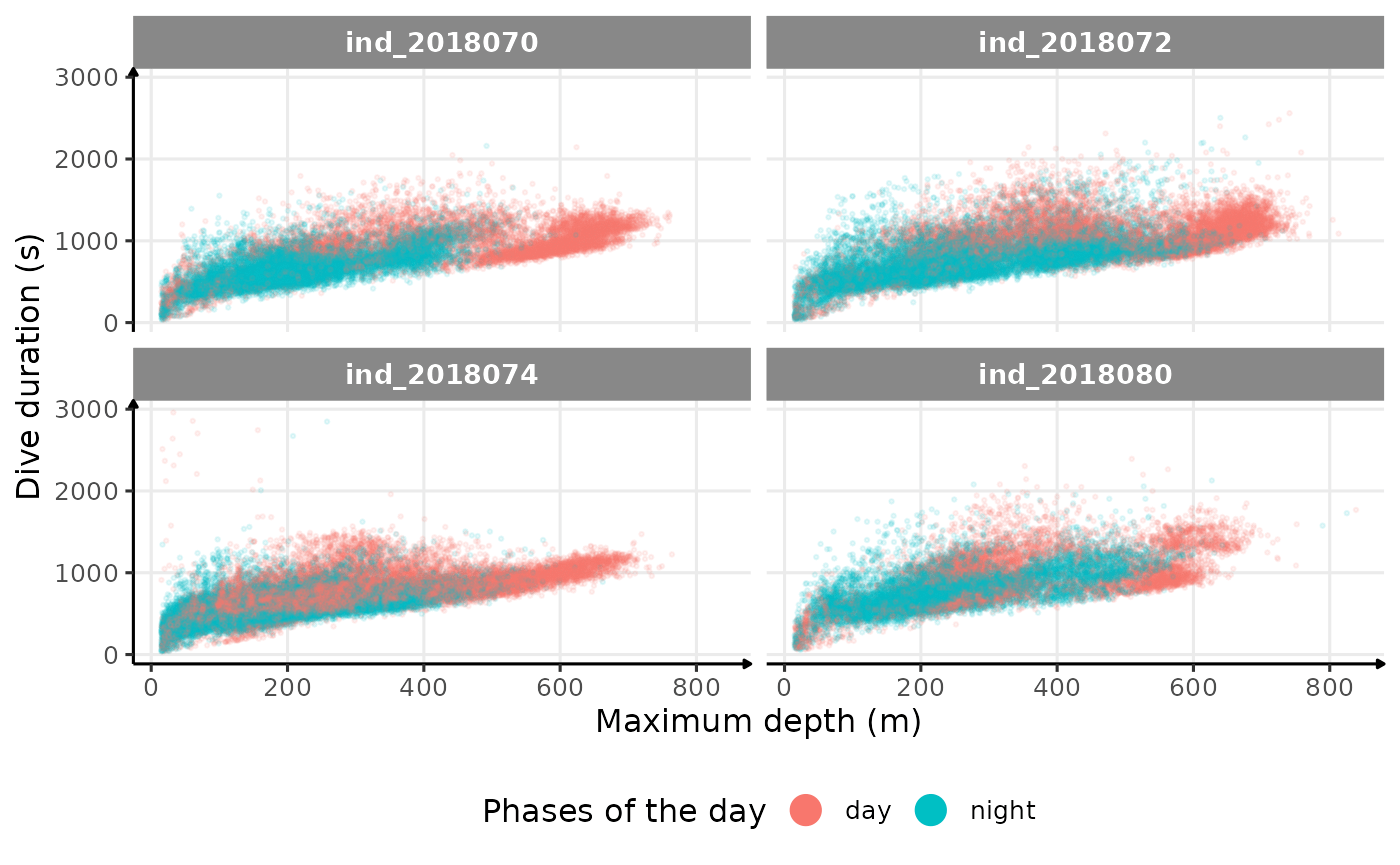 ind_2018070
ind_2018072
3000
2000
1000
0
ind_2018074
ind_2018080
3000
2000
1000
0
Dive duration (s)
0 200 400 600 800
0 200 400 600 800
Maximum depth (m)
Phases of the day day night